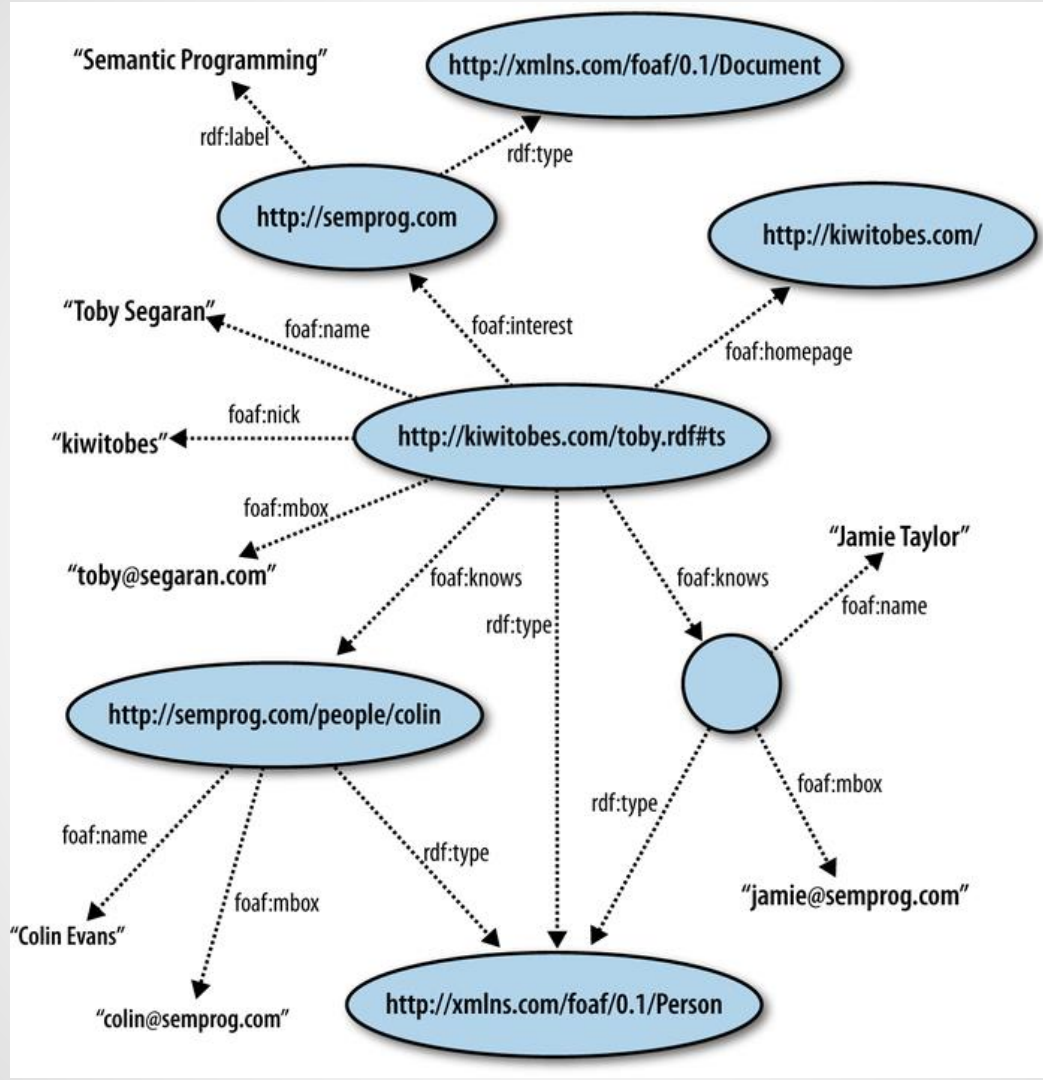 “Semantic Programming”
http://xmlns.com/foaf/0.1/Document
rdf:label
rdf:type
http://semprog.com
http://kiwitobes.com/
“Toby Segaran”
foaf:name
foaf:interest
foaf:homepage
foaf:nick
“kiwitobes”
http://kiwitobes.com/toby.rdf#ts
foaf:mbox
“toby@segaran.com”
“Jamie Taylor”
foaf:knows
foaf:knows
foaf:name
rdf:type
http://semprog.com/people/colin
foaf:mbox
rdf:type
foaf:name
rdf:type
foaf:mbox
“jamie@semprog.com”
“Colin Evans”
http://xmlns.com/foaf/0.1/Person
“colin@semprog.com”